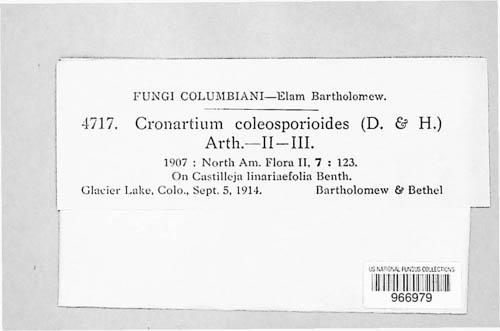 FUNGI COLUMBIANI—Elam Bartholomew.
4717. Cronartium coleosporioides (D. & H.)
Arth.—II—III.
1907 : North Am. Flora II, 7 : 123.
On Castilleja linariaefolia Benth.
Glacier Lake, Colo., Sept. 5, 1914. Bartholomew & Bethel
US NATIONAL FUNGUS COLLECTIONS
966979